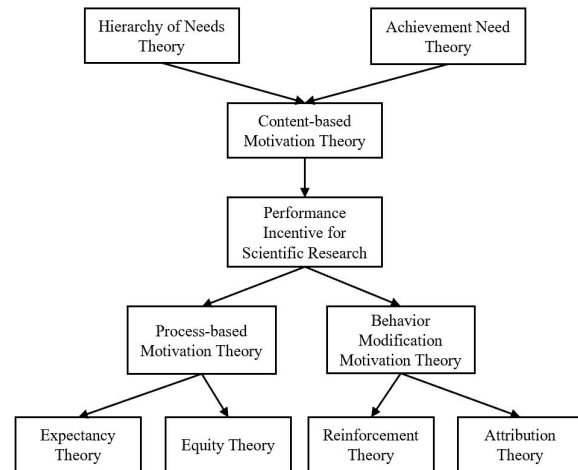 Hierarchy of Needs
Theory
Achievement Need
Theory
Content-based
Motivation Theory
Performance
Incentive for
Scientific Research
Process-based
Motivation Theory
Behavior
Modification
Motivation Theory
Expectancy
Theory
Equity Theory
Reinforcement
Theory
Attribution
Theory